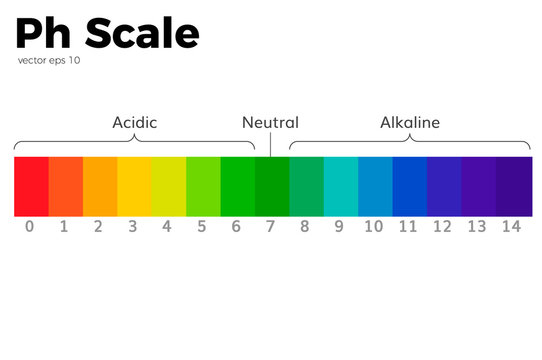 Ph Scale
vector eps 10
Acidic Neutral Alkaline
0 1 2 3 4 5 6 7 8 9 10 11 12 13 14